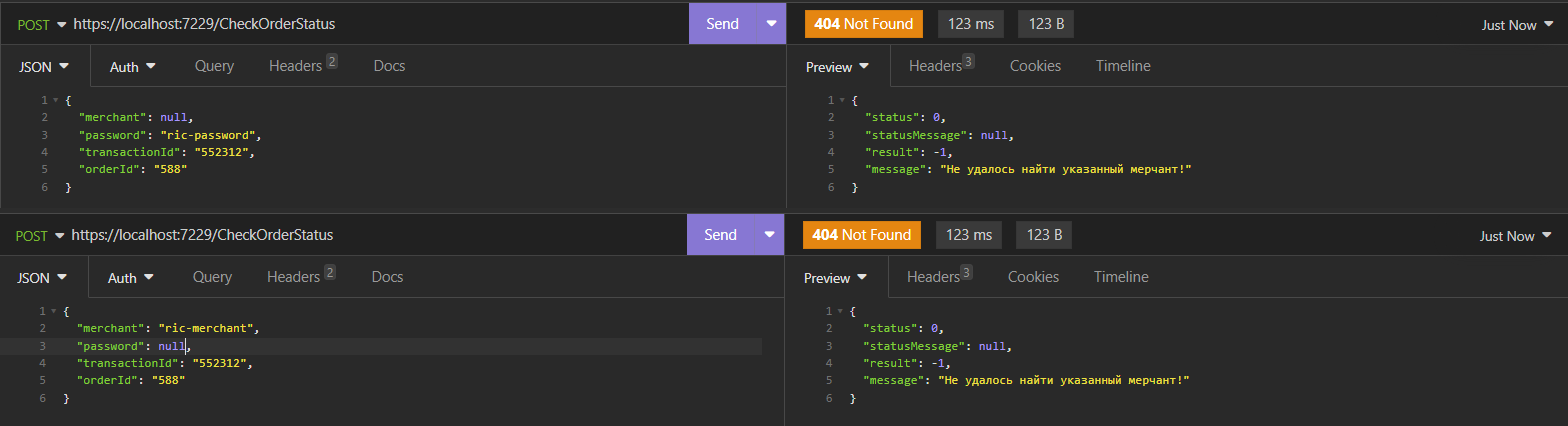 POST https://localhost:7229/CheckOrderStatus Send 404 Not Found 123 ms 123 B Just Now
JSON Auth Query Headers 2 Docs Preview Headers 3 Cookies Timeline
1 { 1 {
2 "merchant": null, 2 "status": 0,
3 "password": "ric-password", 3 "statusMessage": null,
4 "transactionId": "552312", 4 "result": -1,
5 "orderId": "588" 5 "message": "Не удалось найти указанный мерчант!"
6 } 6 }
POST https://localhost:7229/CheckOrderStatus Send 404 Not Found 123 ms 123 B Just Now
JSON Auth Query Headers 2 Docs Preview Headers 3 Cookies Timeline
1 { 1 {
2 "merchant": "ric-merchant", 2 "status": 0,
3 "password": null, 3 "statusMessage": null,
4 "transactionId": "552312", 4 "result": -1,
5 "orderId": "588" 5 "message": "Не удалось найти указанный мерчант!"
6 } 6 }